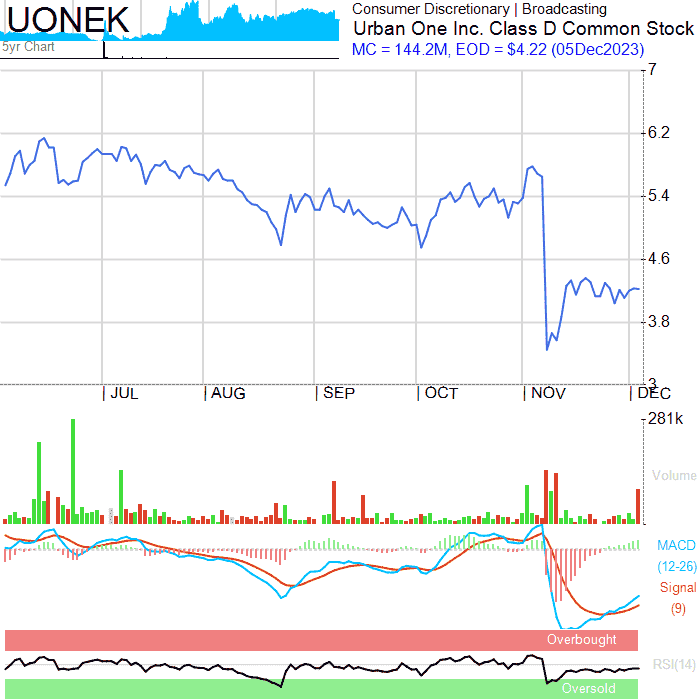 UONEK
5yr Chart
Consumer Discretionary | Broadcasting
Urban One Inc. Class D Common Stock
MC = 144.2M, EOD = $4.22 (05Dec2023)
7
6.2
5.4
4.6
3.8
3
| JUL
| AUG
| SEP
| OCT
| NOV
| DEC
281k
Volume
MACD
(12-26)
Signal
(9)
Overbought
RSI(14)
Oversold